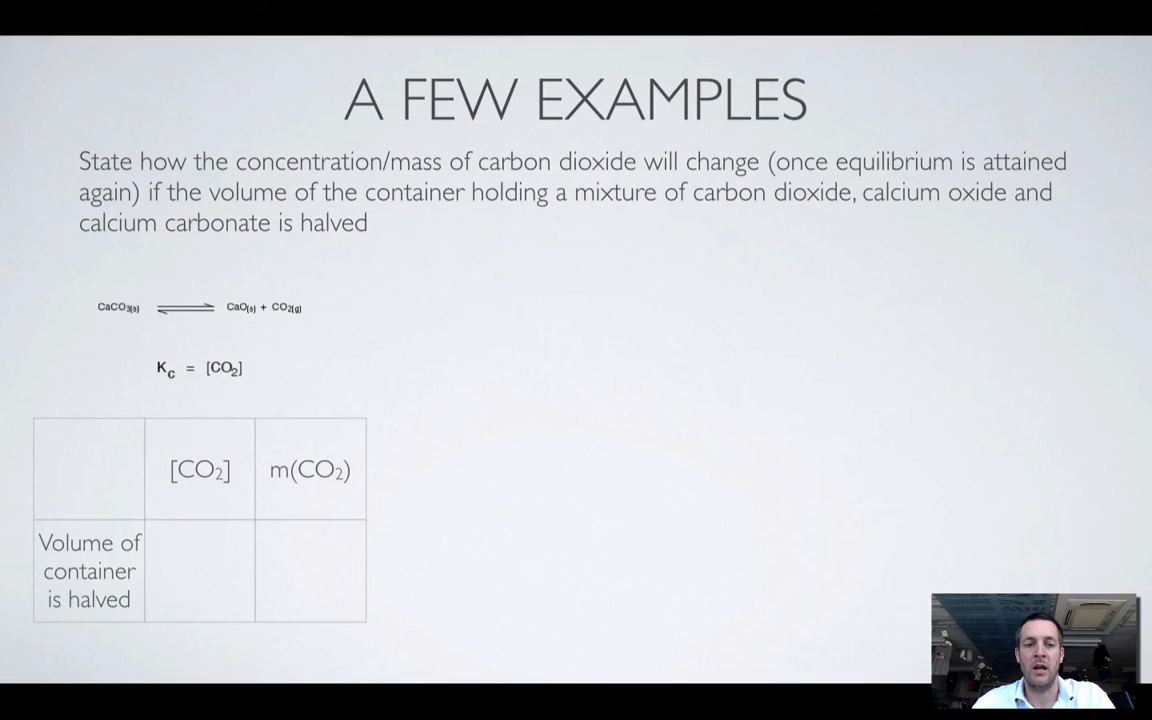 A FEW EXAMPLES
State how the concentration/mass of carbon dioxide will change (once equilibrium is attained
again) if the volume of the container holding a mixture of carbon dioxide, calcium oxide and
calcium carbonate is halved
CaCO₃(s) ⇌ CaO(s) + CO₂(g)
K꜀ = [CO₂]
[CO₂] m(CO₂)
Volume of
container
is halved